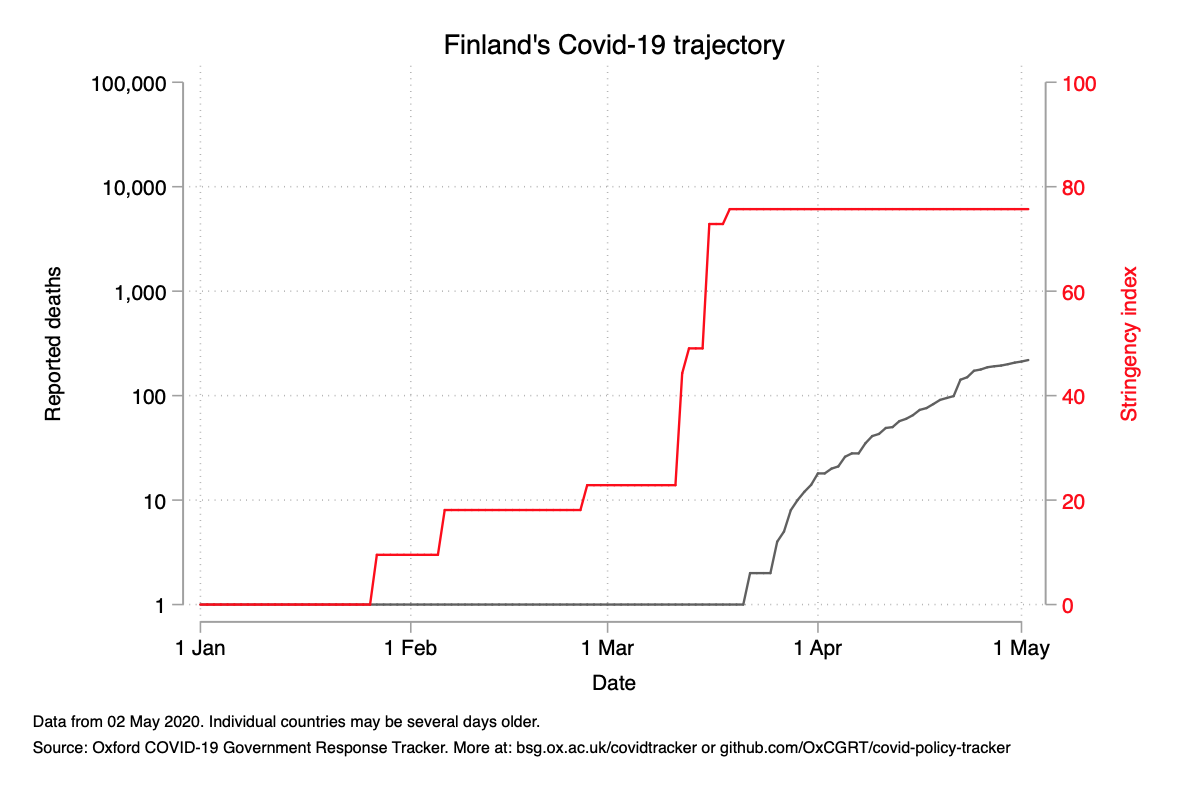 Finland's Covid-19 trajectory
100,000
10,000
1,000
100
10
1
Reported deaths
100
80
60
40
20
0
Stringency index
1 Jan
1 Feb
1 Mar
1 Apr
1 May
Date
Data from 02 May 2020. Individual countries may be several days older.
Source: Oxford COVID-19 Government Response Tracker. More at: bsg.ox.ac.uk/covidtracker or github.com/OxCGRT/covid-policy-tracker